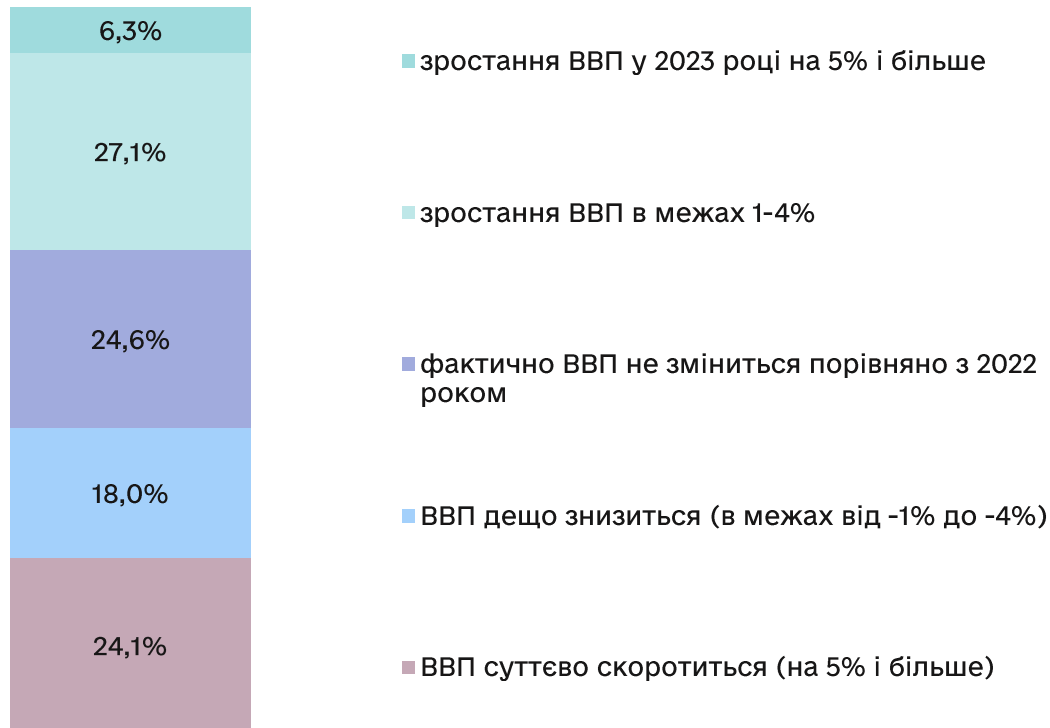 6,3%
зростання ВВП у 2023 році на 5% і більше
27,1%
зростання ВВП в межах 1-4%
24,6%
фактично ВВП не зміниться порівняно з 2022
роком
18,0%
ВВП дещо знизиться (в межах від -1% до -4%)
24,1%
ВВП суттєво скоротиться (на 5% і більше)